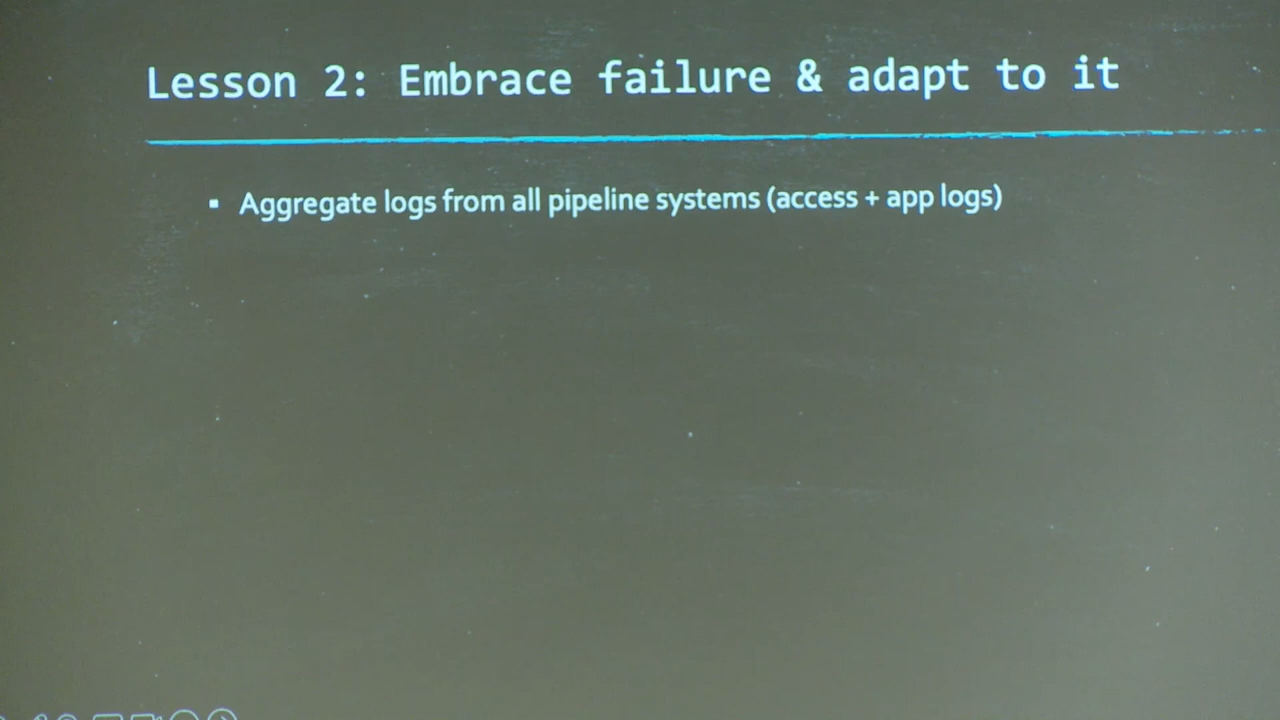 Lesson 2: Embrace failure & adapt to it
▪ Aggregate logs from all pipeline systems (access + app logs)